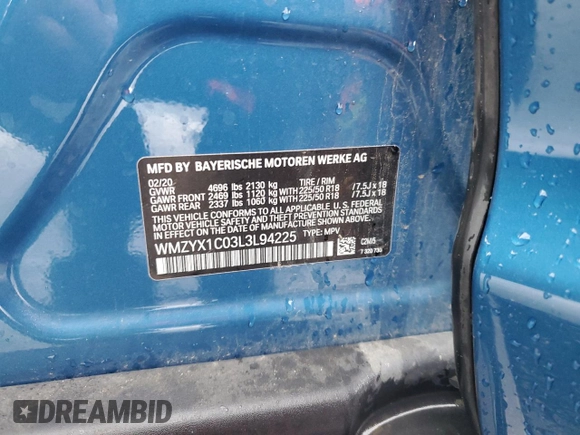 MFD BY BAYERISCHE MOTOREN WERKE AG
02/20 TIRE / RIM
GVWR 4696 lbs 2130 kg
GAWR FRONT 2469 lbs 1120 kg WITH 225/50 R18 /7.5J x 18
GAWR REAR 2337 lbs 1060 kg WITH 225/50 R18 /7.5J x 18
THIS VEHICLE CONFORMS TO ALL APPLICABLE U.S. FEDERAL
MOTOR VEHICLE SAFETY, BUMPER, AND THEFT PREVENTION STANDARDS
IN EFFECT ON THE DATE OF MANUFACTURE SHOWN ABOVE.
WMZYX1C03L3L94225 TYPE: MPV
DREAMBID